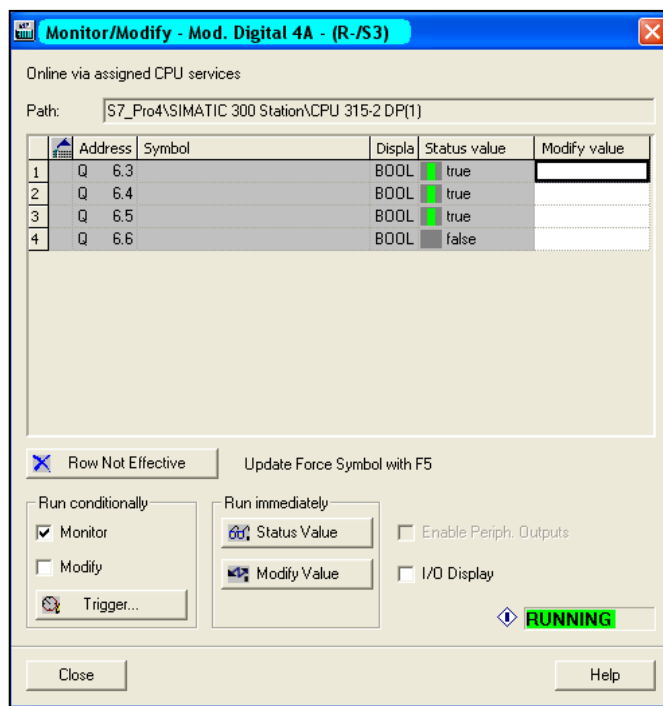 Monitor/Modify - Mod. Digital 4A - (R-/S3)
Online via assigned CPU services
Path: S7_Pro4\SIMATIC 300 Station\CPU 315-2 DP(1)
Address Symbol Displa Status value Modify value
1 Q 6.3 BOOL true
2 Q 6.4 BOOL true
3 Q 6.5 BOOL true
4 Q 6.6 BOOL false
Row Not Effective Update Force Symbol with F5
Run conditionally Run immediately
Monitor Status Value Enable Periph. Outputs
Modify Modify Value I/O Display
Trigger... RUNNING
Close Help